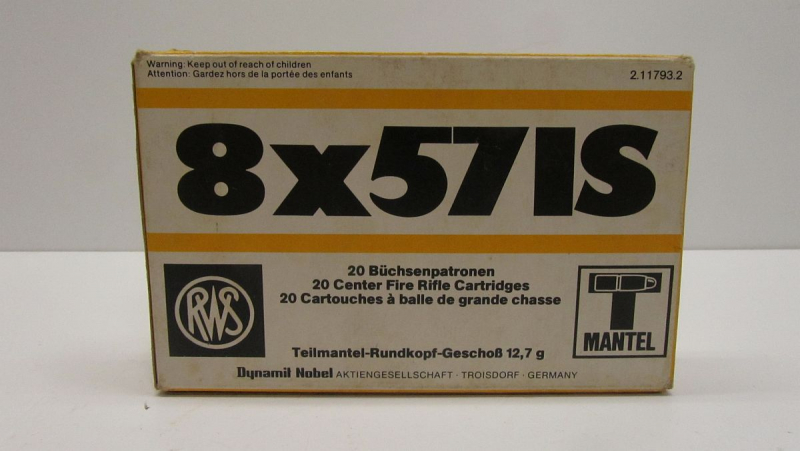 Warning: Keep out of reach of children
Attention: Gardez hors de la portée des enfants
2.11793.2
8x57IS
20 Büchsenpatronen
20 Center Fire Rifle Cartridges
20 Cartouches à balle de grande chasse
RWS
T
MANTEL
Teilmantel-Rundkopf-Geschoß 12,7 g
Dynamit Nobel AKTIENGESELLSCHAFT · TROISDORF · GERMANY